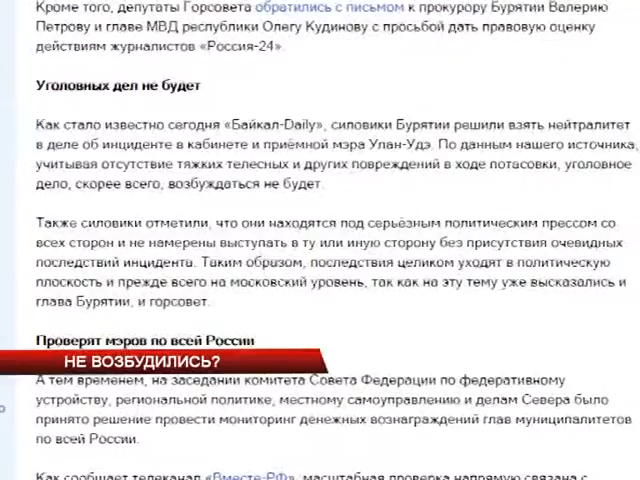 Кроме того, депутаты Горсовета обратились с письмом к прокурору Бурятии Валерию
Петрову и главе МВД республики Олегу Кудинову с просьбой дать правовую оценку
действиям журналистов «Россия-24».
Уголовных дел не будет
Как стало известно сегодня «Байкал-Daily», силовики Бурятии решили взять нейтралитет
в деле об инциденте в кабинете и приёмной мэра Улан-Удэ. По данным нашего источника,
учитывая отсутствие тяжких телесных и других повреждений в ходе потасовки, уголовное
дело, скорее всего, возбуждаться не будет.
Также силовики отметили, что они находятся под серьёзным политическим прессом со
всех сторон и не намерены выступать в ту или иную сторону без присутствия очевидных
последствий инцидента. Таким образом, последствия целиком уходят в политическую
плоскость и прежде всего на московский уровень, так как на эту тему уже высказались и
глава Бурятии, и горсовет.
Проверят мэров по всей России
НЕ ВОЗБУДИЛИСЬ?
А тем временем, на заседании комитета Совета Федерации по федеративному
устройству, региональной политике, местному самоуправлению и делам Севера было
принято решение провести мониторинг денежных вознаграждений глав муниципалитетов
по всей России.
Как сообщает телеканал «Вместе-РФ», масштабная проверка напрямую связана с